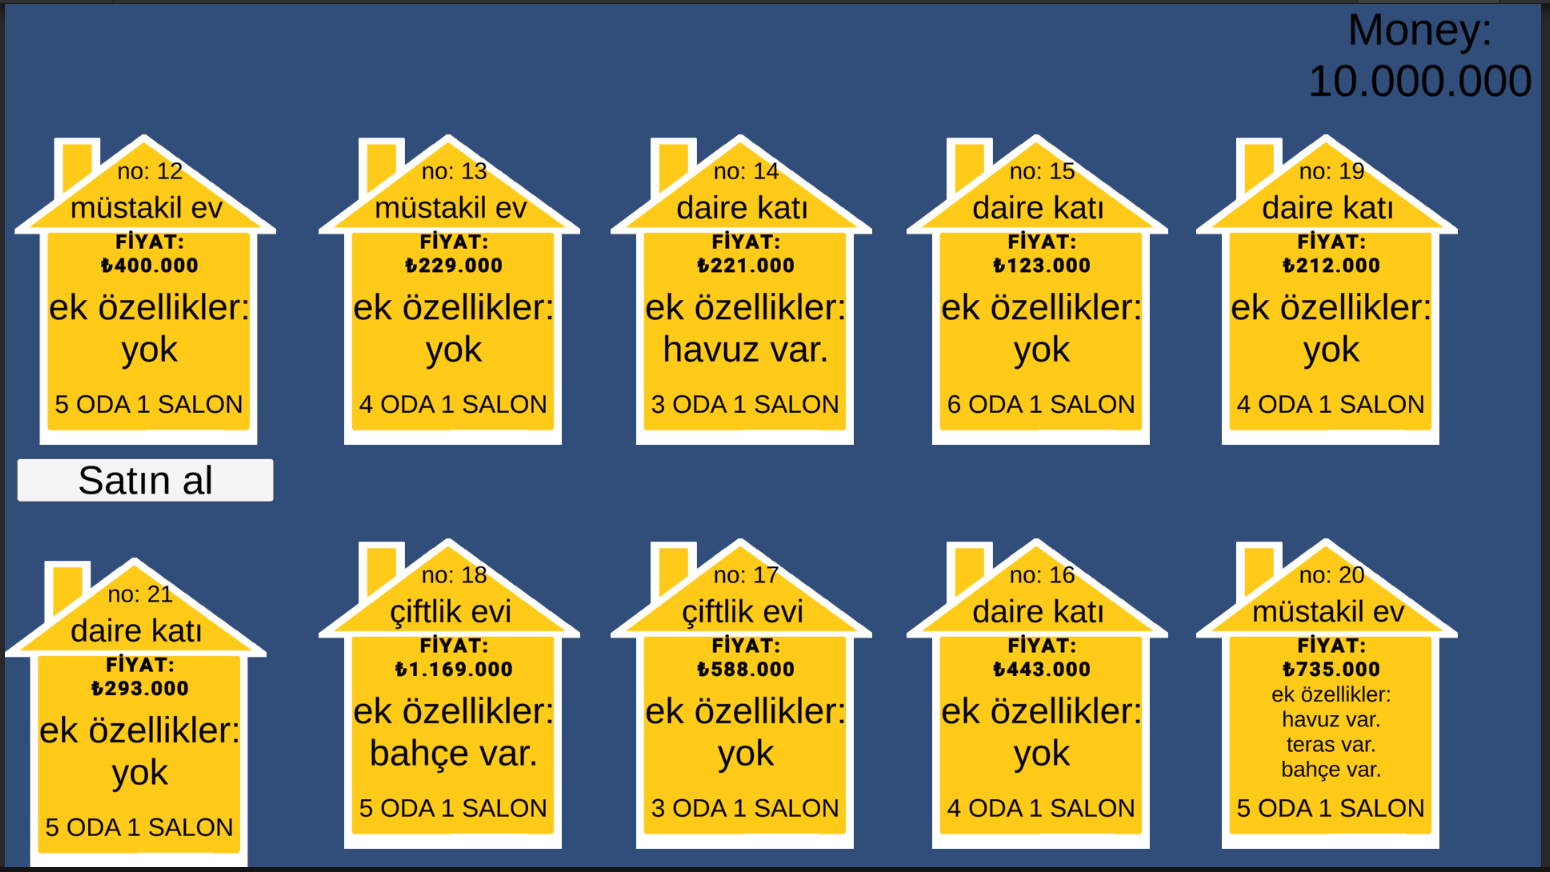 Money:
10.000.000
no: 12
müstakil ev
FİYAT:
₺400.000
ek özellikler:
yok
5 ODA 1 SALON
Satın al
no: 13
müstakil ev
FİYAT:
₺229.000
ek özellikler:
yok
4 ODA 1 SALON
no: 14
daire katı
FİYAT:
₺221.000
ek özellikler:
havuz var.
3 ODA 1 SALON
no: 15
daire katı
FİYAT:
₺123.000
ek özellikler:
yok
6 ODA 1 SALON
no: 19
daire katı
FİYAT:
₺212.000
ek özellikler:
yok
4 ODA 1 SALON
no: 21
daire katı
FİYAT:
₺293.000
ek özellikler:
yok
5 ODA 1 SALON
no: 18
çiftlik evi
FİYAT:
₺1.169.000
ek özellikler:
bahçe var.
5 ODA 1 SALON
no: 17
çiftlik evi
FİYAT:
₺588.000
ek özellikler:
yok
3 ODA 1 SALON
no: 16
daire katı
FİYAT:
₺443.000
ek özellikler:
yok
4 ODA 1 SALON
no: 20
müstakil ev
FİYAT:
₺735.000
ek özellikler:
havuz var.
teras var.
bahçe var.
5 ODA 1 SALON